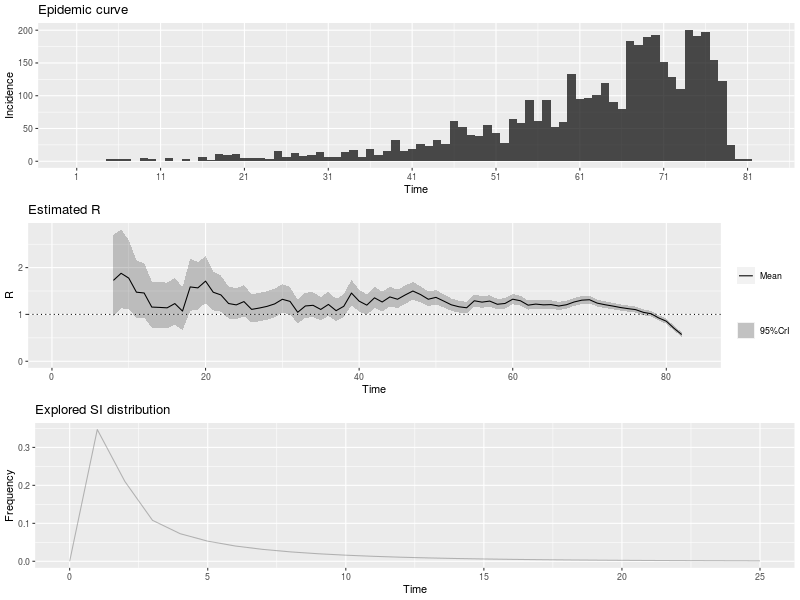 Epidemic curve
200
150
100
50
0
Incidence
1 11 21 31 41 51 61 71 81
Time
Estimated R
2
1
0
R
0 20 40 60 80
Time
Mean
95%CrI
Explored SI distribution
0.3
0.2
0.1
0.0
Frequency
0 5 10 15 20 25
Time